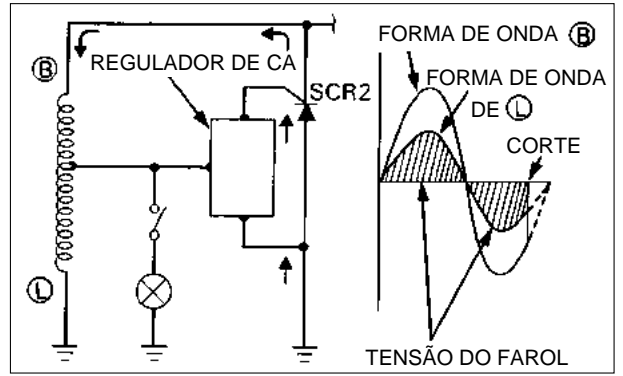 FORMA DE ONDA Ⓑ
Ⓑ
REGULADOR DE CA
SCR2
FORMA DE ONDA
DE Ⓛ
CORTE
Ⓛ
TENSÃO DO FAROL